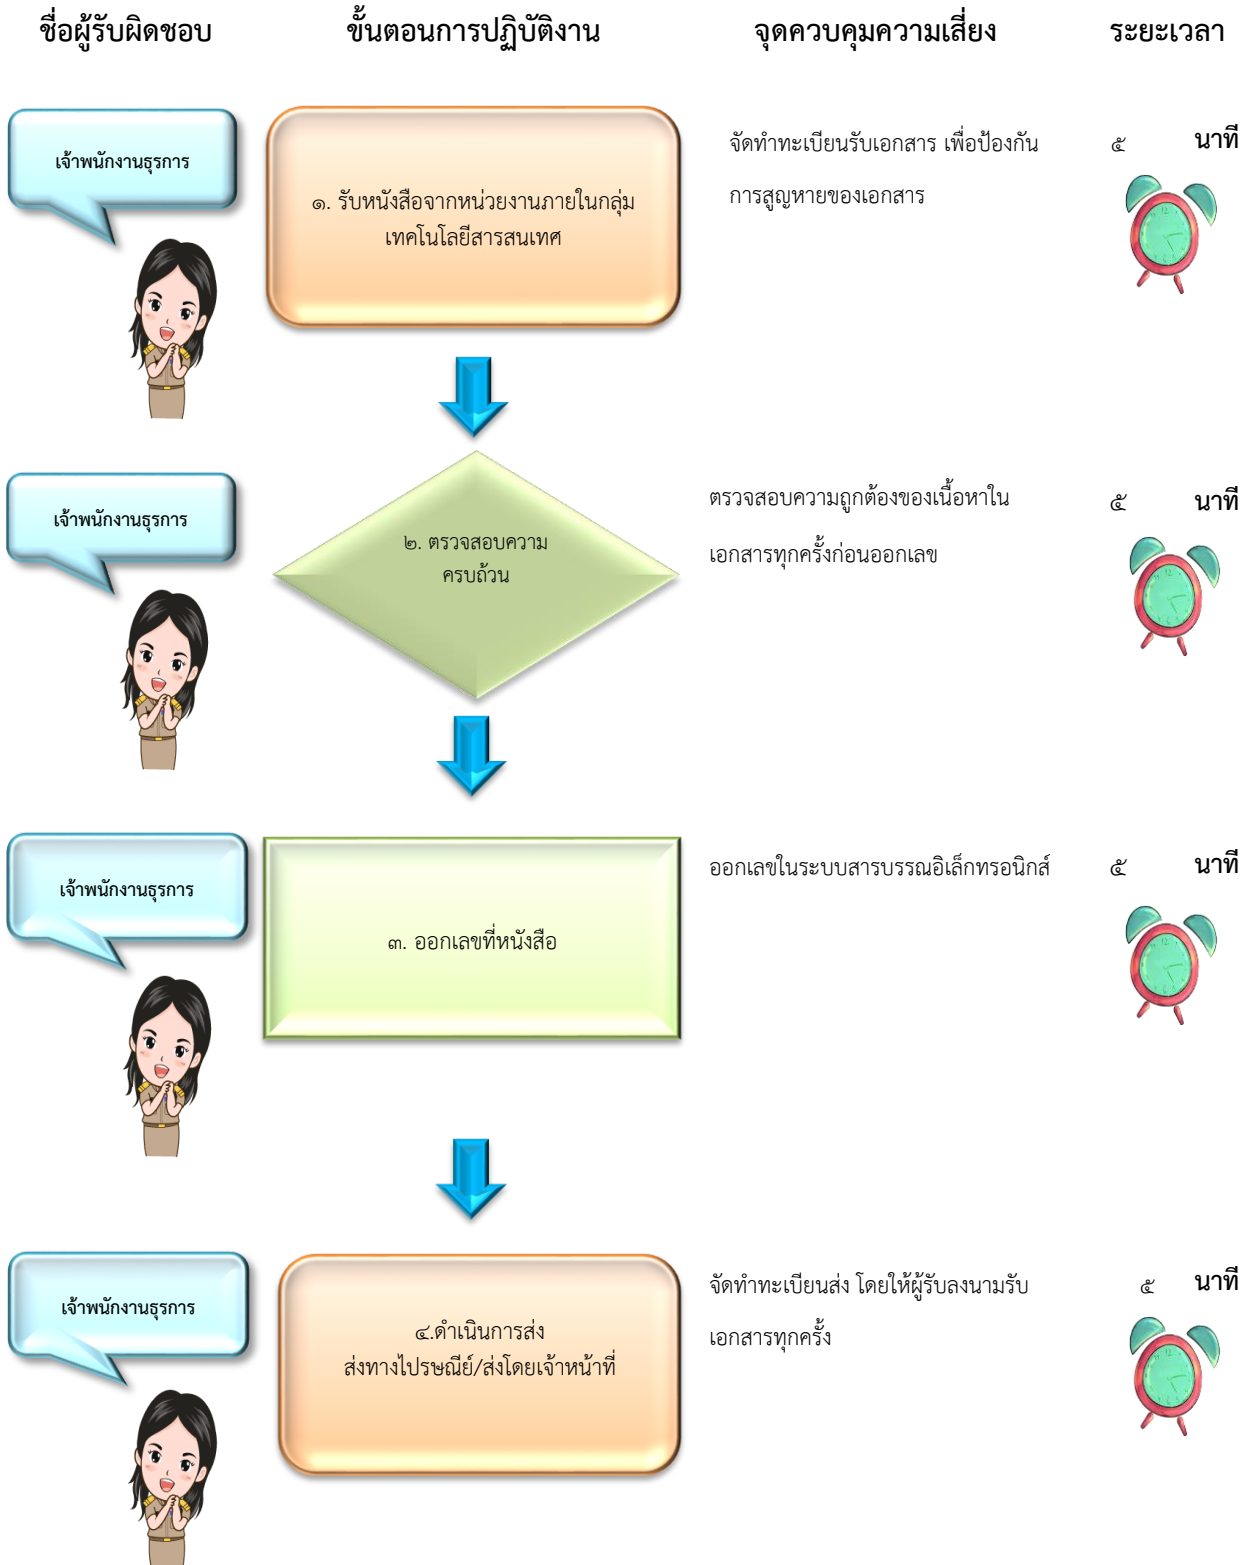 ชื่อผู้รับผิดชอบ ขั้นตอนการปฏิบัติงาน จุดควบคุมความเสี่ยง ระยะเวลา
เจ้าพนักงานธุรการ
๑. รับหนังสือจากหน่วยงานภายในกลุ่ม
เทคโนโลยีสารสนเทศ
จัดทำทะเบียนรับเอกสาร เพื่อป้องกัน
การสูญหายของเอกสาร
๕ นาที
เจ้าพนักงานธุรการ
๒. ตรวจสอบความ
ครบถ้วน
ตรวจสอบความถูกต้องของเนื้อหาใน
เอกสารทุกครั้งก่อนออกเลข
๕ นาที
เจ้าพนักงานธุรการ
๓. ออกเลขที่หนังสือ
ออกเลขในระบบสารบรรณอิเล็กทรอนิกส์
๕ นาที
เจ้าพนักงานธุรการ
๔.ดำเนินการส่ง
ส่งทางไปรษณีย์/ส่งโดยเจ้าหน้าที่
จัดทำทะเบียนส่ง โดยให้ผู้รับลงนามรับ
เอกสารทุกครั้ง
๕ นาที